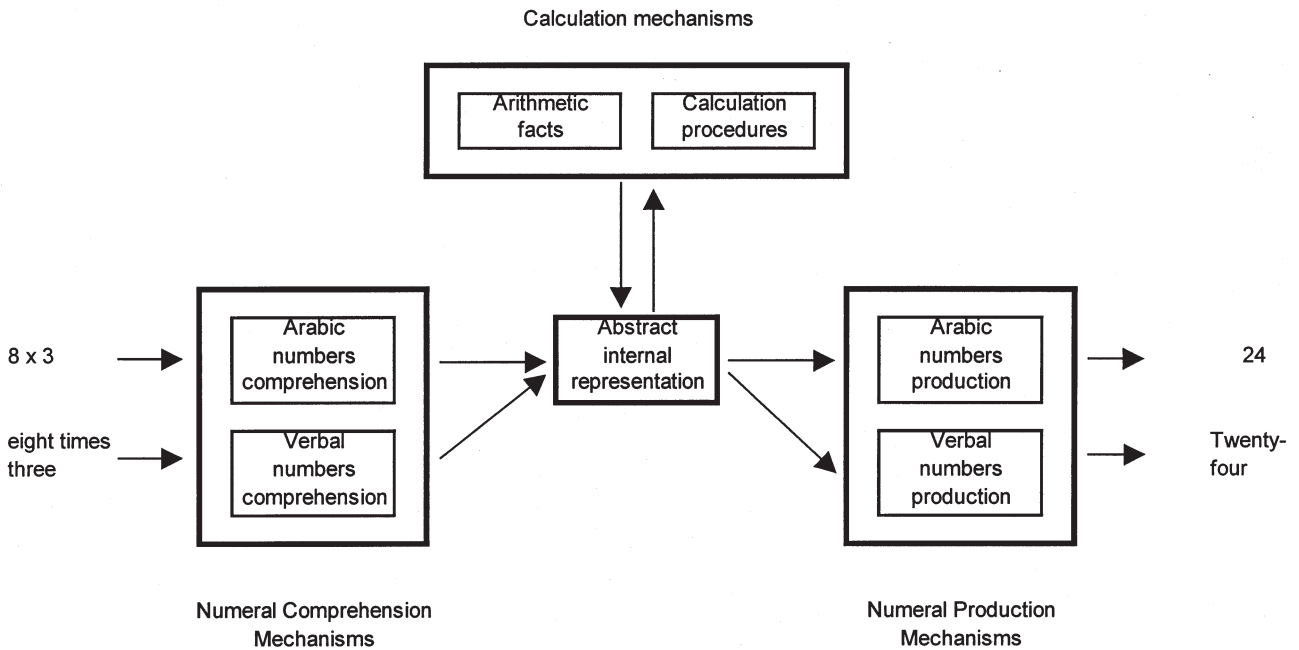 Calculation mechanisms
Arithmetic
facts
Calculation
procedures
8 x 3
eight times
three
Arabic
numbers
comprehension
Verbal
numbers
comprehension
Abstract
internal
representation
Arabic
numbers
production
Verbal
numbers
production
24
Twenty-
four
Numeral Comprehension
Mechanisms
Numeral Production
Mechanisms